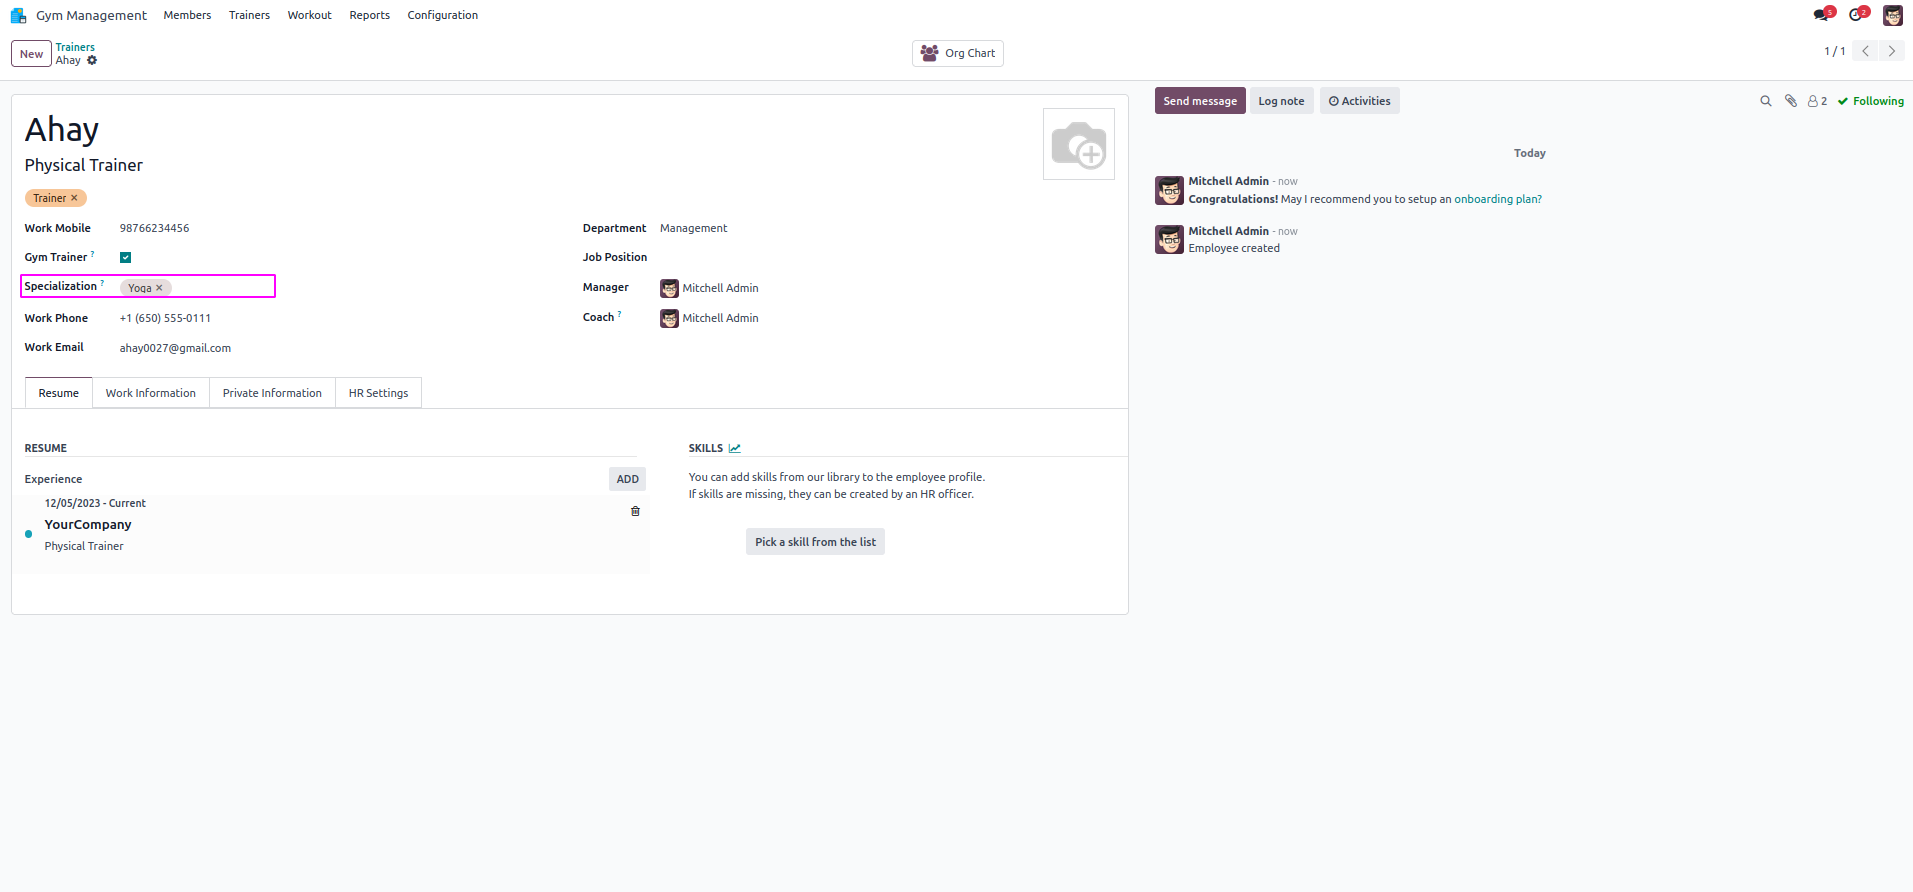 Gym Management Members Trainers Workout Reports Configuration 5 2
New Trainers
Ahay
Org Chart
1 / 1
Ahay
Physical Trainer
Trainer ×
Work Mobile 98766234456
Gym Trainer ?
Specialization ? Yoga ×
Work Phone +1 (650) 555-0111
Work Email ahay0027@gmail.com
Department Management
Job Position
Manager Mitchell Admin
Coach ? Mitchell Admin
Resume Work Information Private Information HR Settings
RESUME
Experience ADD
12/05/2023 - Current
YourCompany
Physical Trainer
SKILLS
You can add skills from our library to the employee profile.
If skills are missing, they can be created by an HR officer.
Pick a skill from the list
Send message Log note Activities 2 Following
Today
Mitchell Admin - now
Congratulations! May I recommend you to setup an onboarding plan?
Mitchell Admin - now
Employee created